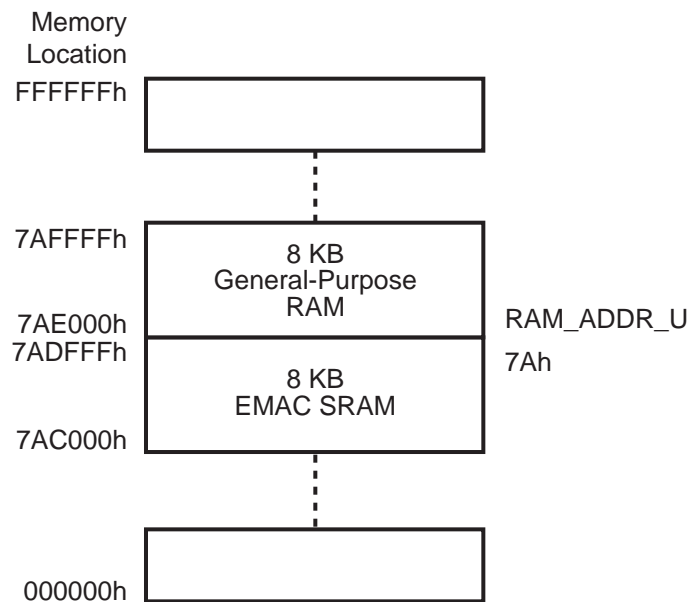 Memory
Location
FFFFFFh
7AFFFFh
8 KB
General-Purpose
RAM
7AE000h
RAM_ADDR_U
7ADFFFh
7Ah
8 KB
EMAC SRAM
7AC000h
000000h